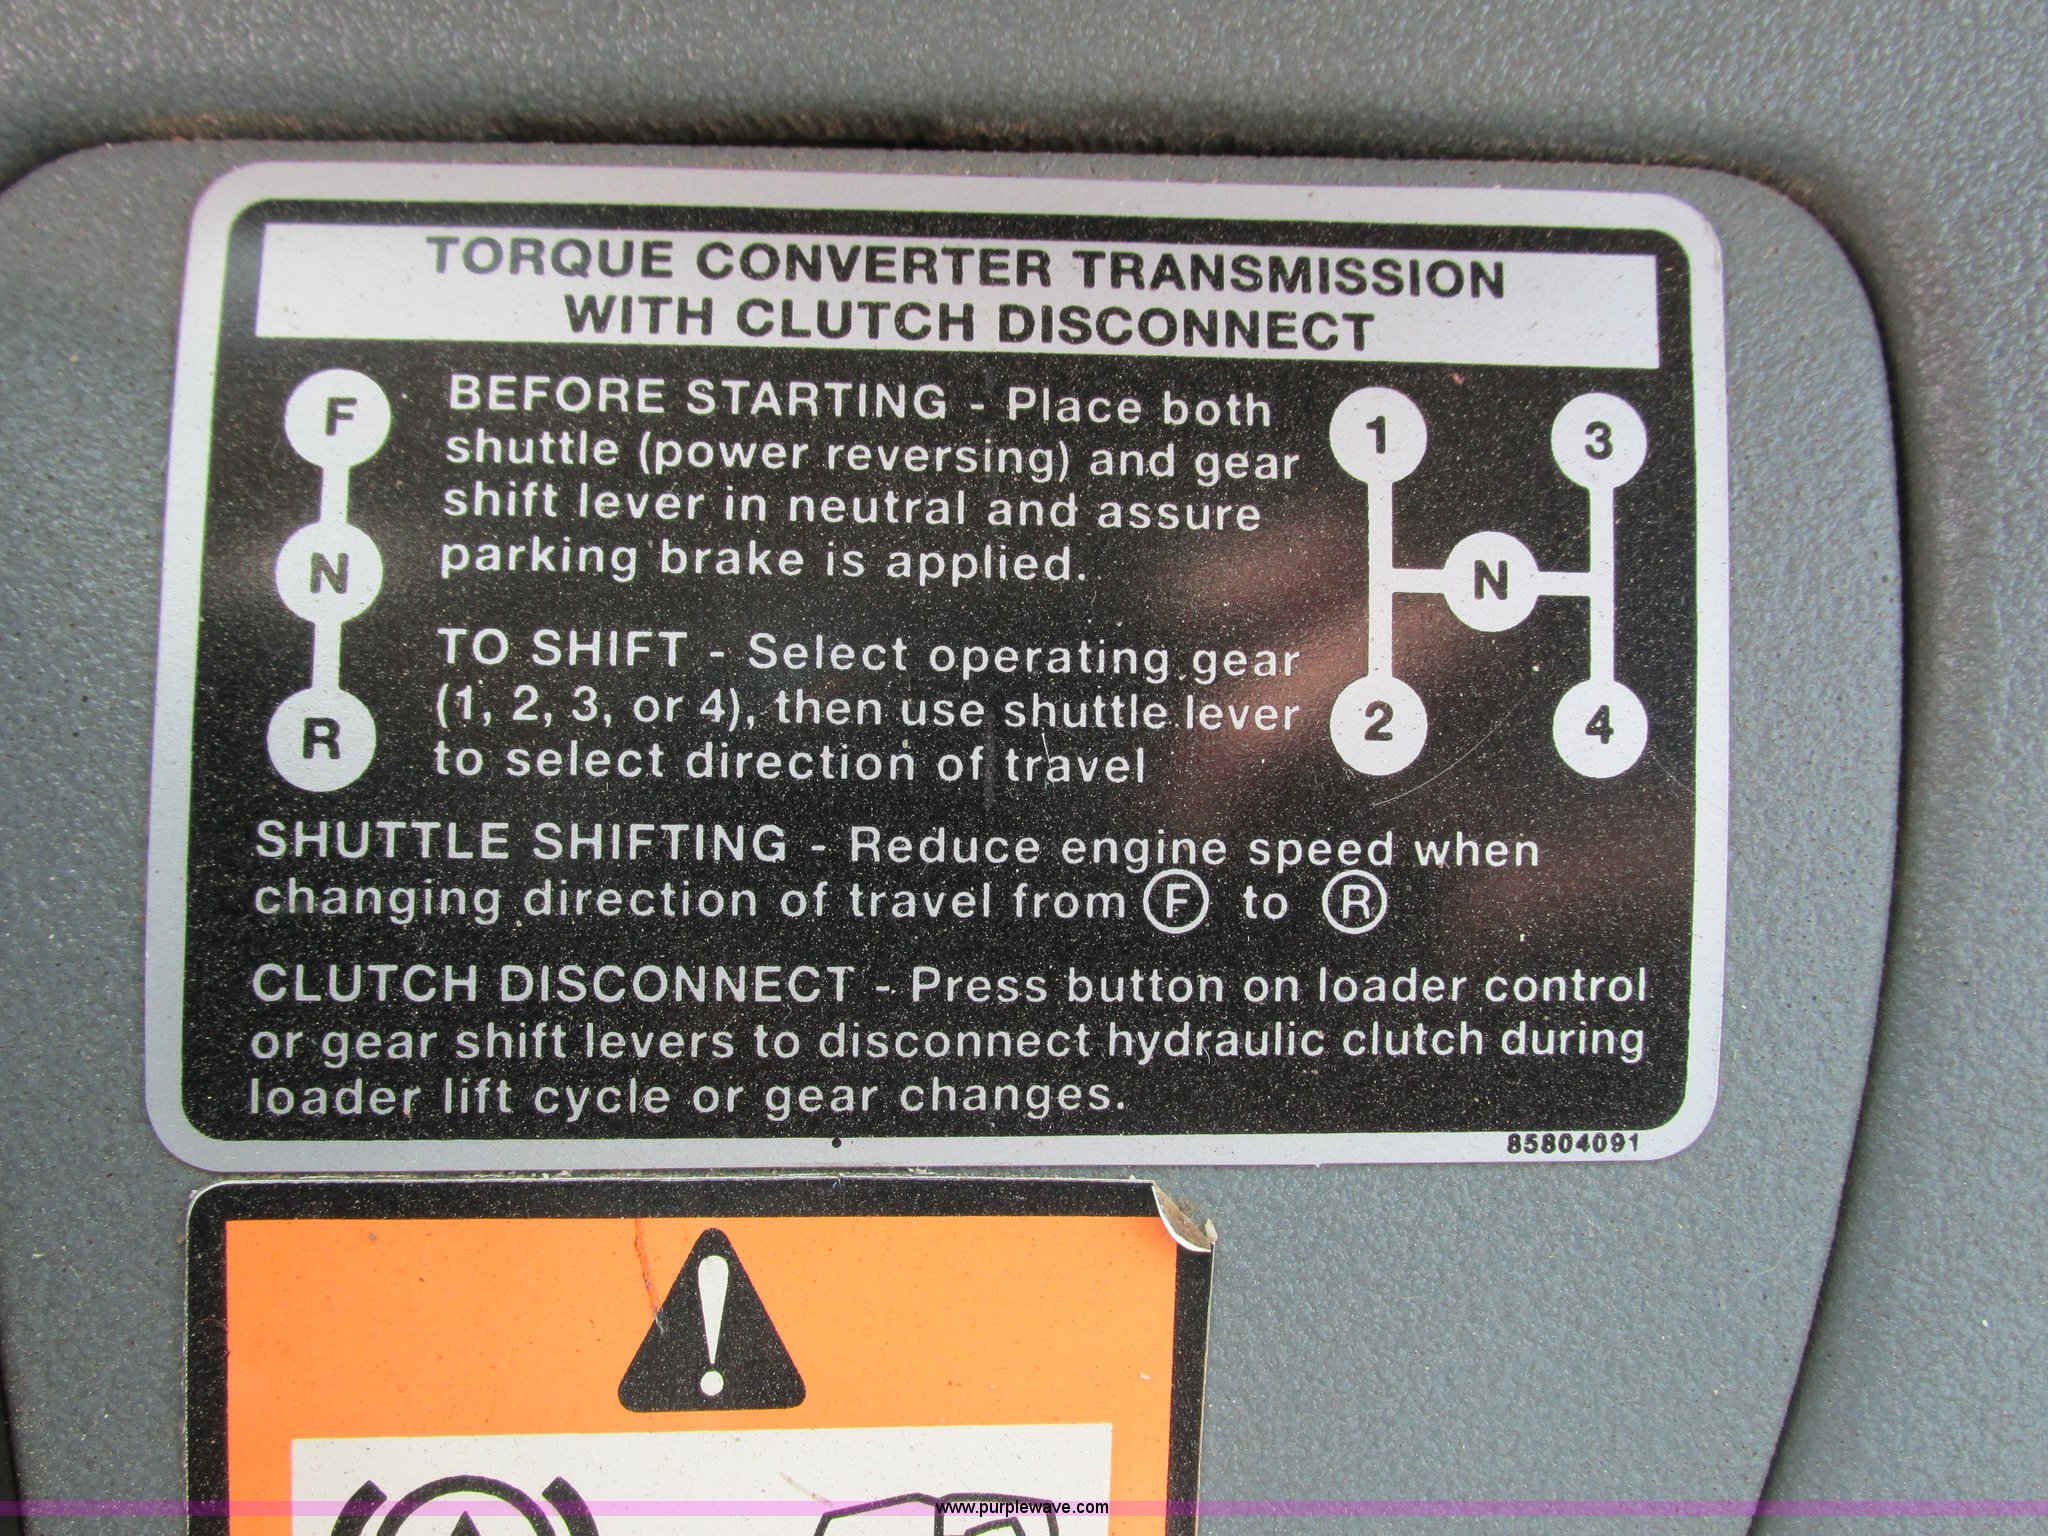 TORQUE CONVERTER TRANSMISSION
WITH CLUTCH DISCONNECT
F
N
R
BEFORE STARTING - Place both
shuttle (power reversing) and gear
shift lever in neutral and assure
parking brake is applied.
TO SHIFT - Select operating gear
(1, 2, 3, or 4), then use shuttle lever
to select direction of travel
1 3
N
2 4
SHUTTLE SHIFTING - Reduce engine speed when
changing direction of travel from F to R
CLUTCH DISCONNECT - Press button on loader control
or gear shift levers to disconnect hydraulic clutch during
loader lift cycle or gear changes.
85804091
!
www.purplewave.com